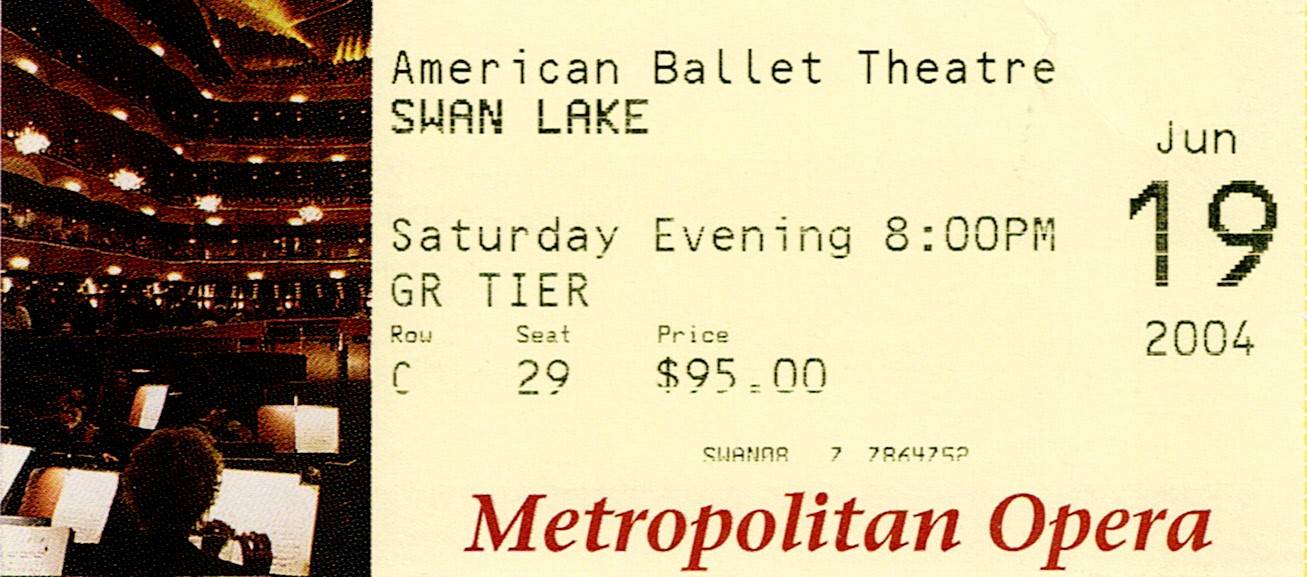 American Ballet Theatre
SWAN LAKE
Jun
19
2004
Saturday Evening 8:00PM
GR TIER
Row Seat Price
C 29 $95.00
Metropolitan Opera